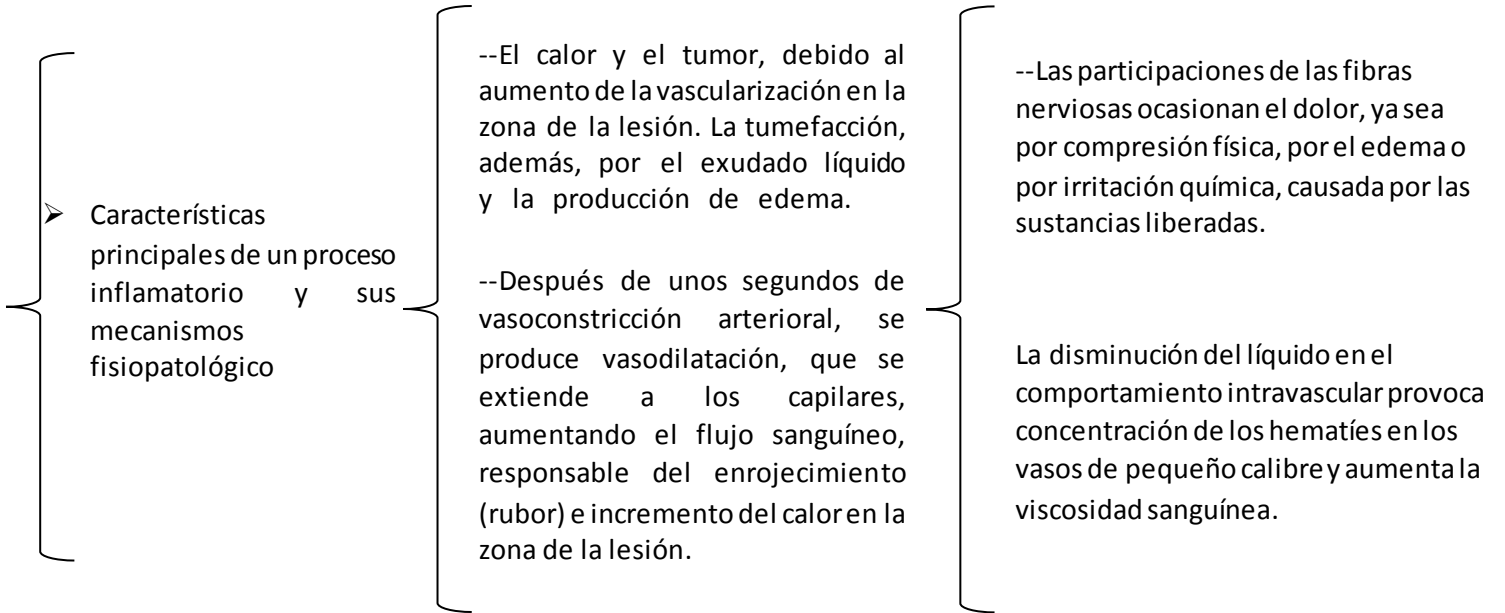 ➢ Características
principales de un proceso
inflamatorio y sus
mecanismos
fisiopatológico
--El calor y el tumor, debido al
aumento de la vascularización en la
zona de la lesión. La tumefacción,
además, por el exudado líquido
y la producción de edema.
--Después de unos segundos de
vasoconstricción arterioral, se
produce vasodilatación, que se
extiende a los capilares,
aumentando el flujo sanguíneo,
responsable del enrojecimiento
(rubor) e incremento del calor en la
zona de la lesión.
--Las participaciones de las fibras
nerviosas ocasionan el dolor, ya sea
por compresión física, por el edema o
por irritación química, causada por las
sustancias liberadas.
La disminución del líquido en el
comportamiento intravascular provoca
concentración de los hematíes en los
vasos de pequeño calibre y aumenta la
viscosidad sanguínea.